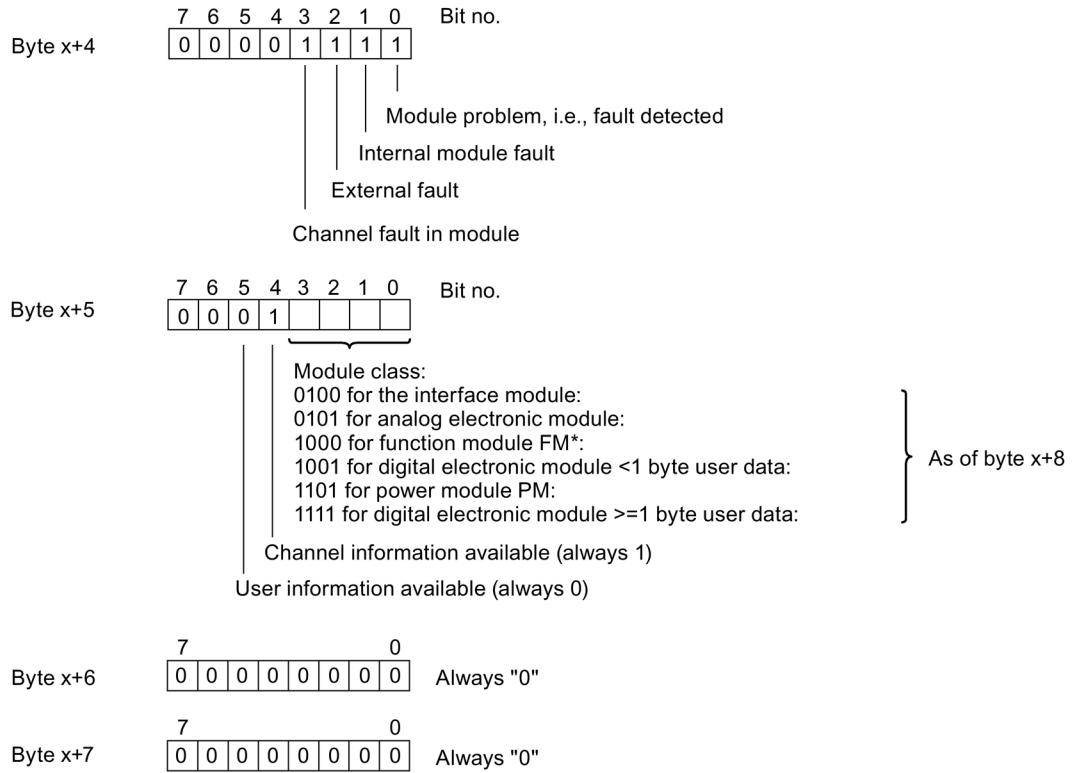 7 6 5 4 3 2 1 0 Bit no.
Byte x+4 0 0 0 0 1 1 1 1
Module problem, i.e., fault detected
Internal module fault
External fault
Channel fault in module
7 6 5 4 3 2 1 0 Bit no.
Byte x+5 0 0 0 1
Module class:
0100 for the interface module:
0101 for analog electronic module:
1000 for function module FM*:
1001 for digital electronic module <1 byte user data:
1101 for power module PM:
1111 for digital electronic module >=1 byte user data:
As of byte x+8
Channel information available (always 1)
User information available (always 0)
7 0
Byte x+6 0 0 0 0 0 0 0 0 Always "0"
7 0
Byte x+7 0 0 0 0 0 0 0 0 Always "0"